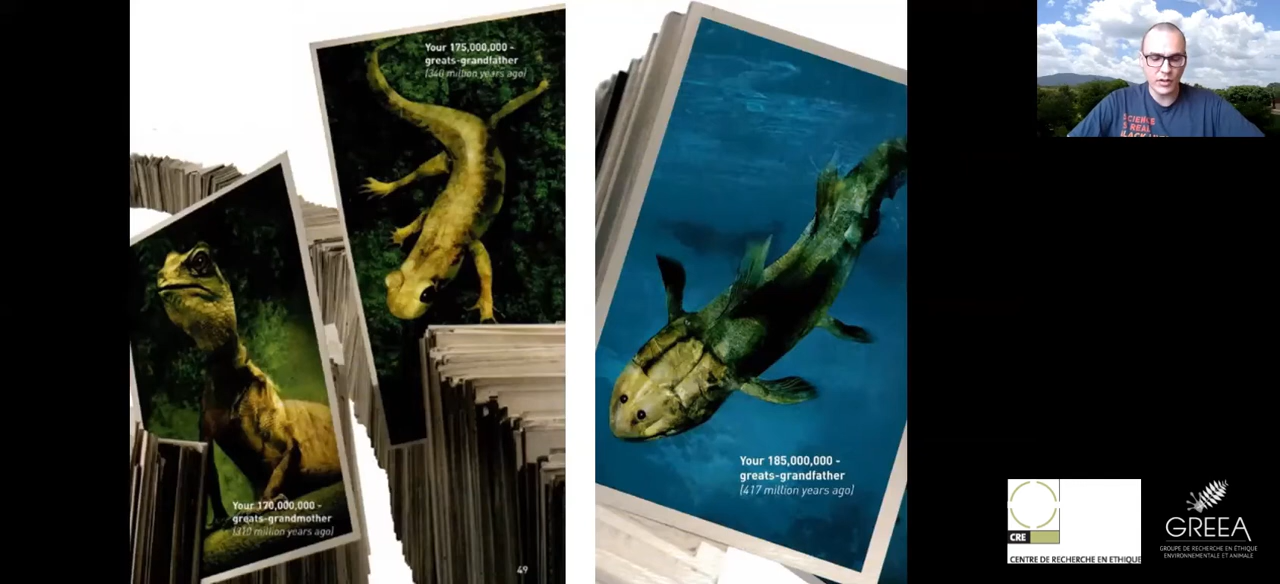 Your 175,000,000 -
greats-grandfather
(340 million years ago)
Your 170,000,000 -
greats-grandmother
(310 million years ago)
49
Your 185,000,000 -
greats-grandfather
(417 million years ago)
SCIENCE
CRE
CENTRE DE RECHERCHE EN ETHIQUE
GREEA
GROUPE DE RECHERCHE EN ÉTHIQUE
ENVIRONNEMENTALE ET ANIMALE